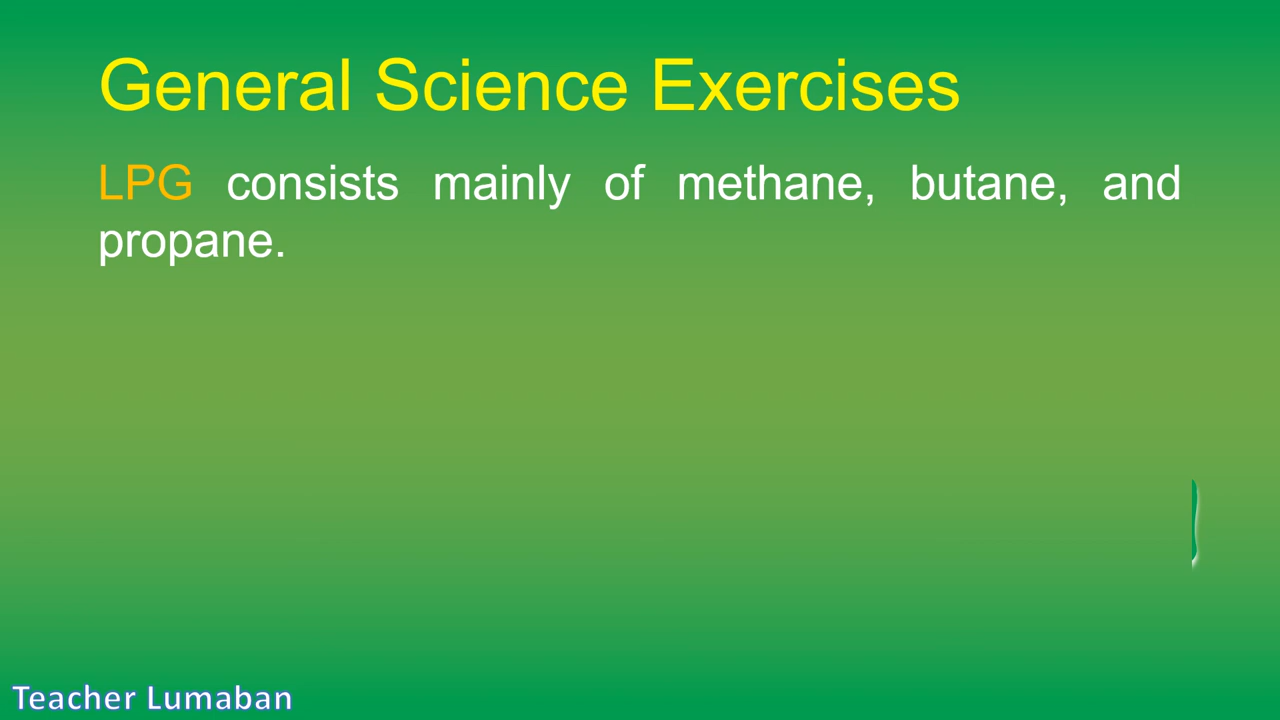 General Science Exercises
LPG consists mainly of methane, butane, and
propane.
Teacher Lumaban